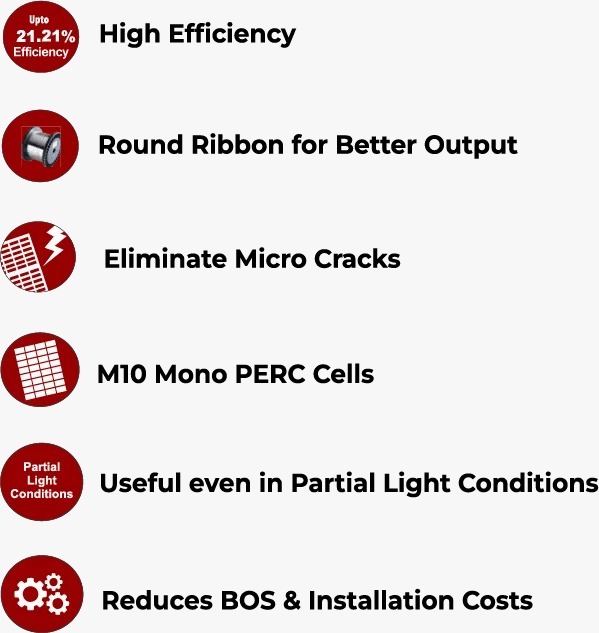 Upto
21.21%
Efficiency
High Efficiency
Round Ribbon for Better Output
Eliminate Micro Cracks
M10 Mono PERC Cells
Partial
Light
Conditions
Useful even in Partial Light Conditions
Reduces BOS & Installation Costs